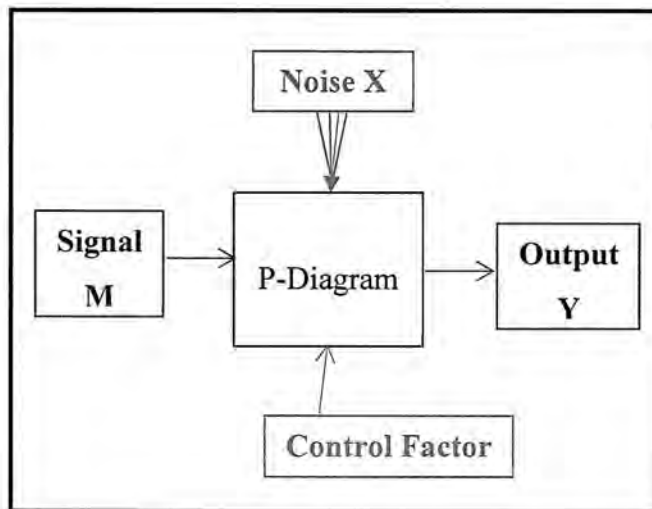 Noise X
Signal
M
P-Diagram
Output
Y
Control Factor